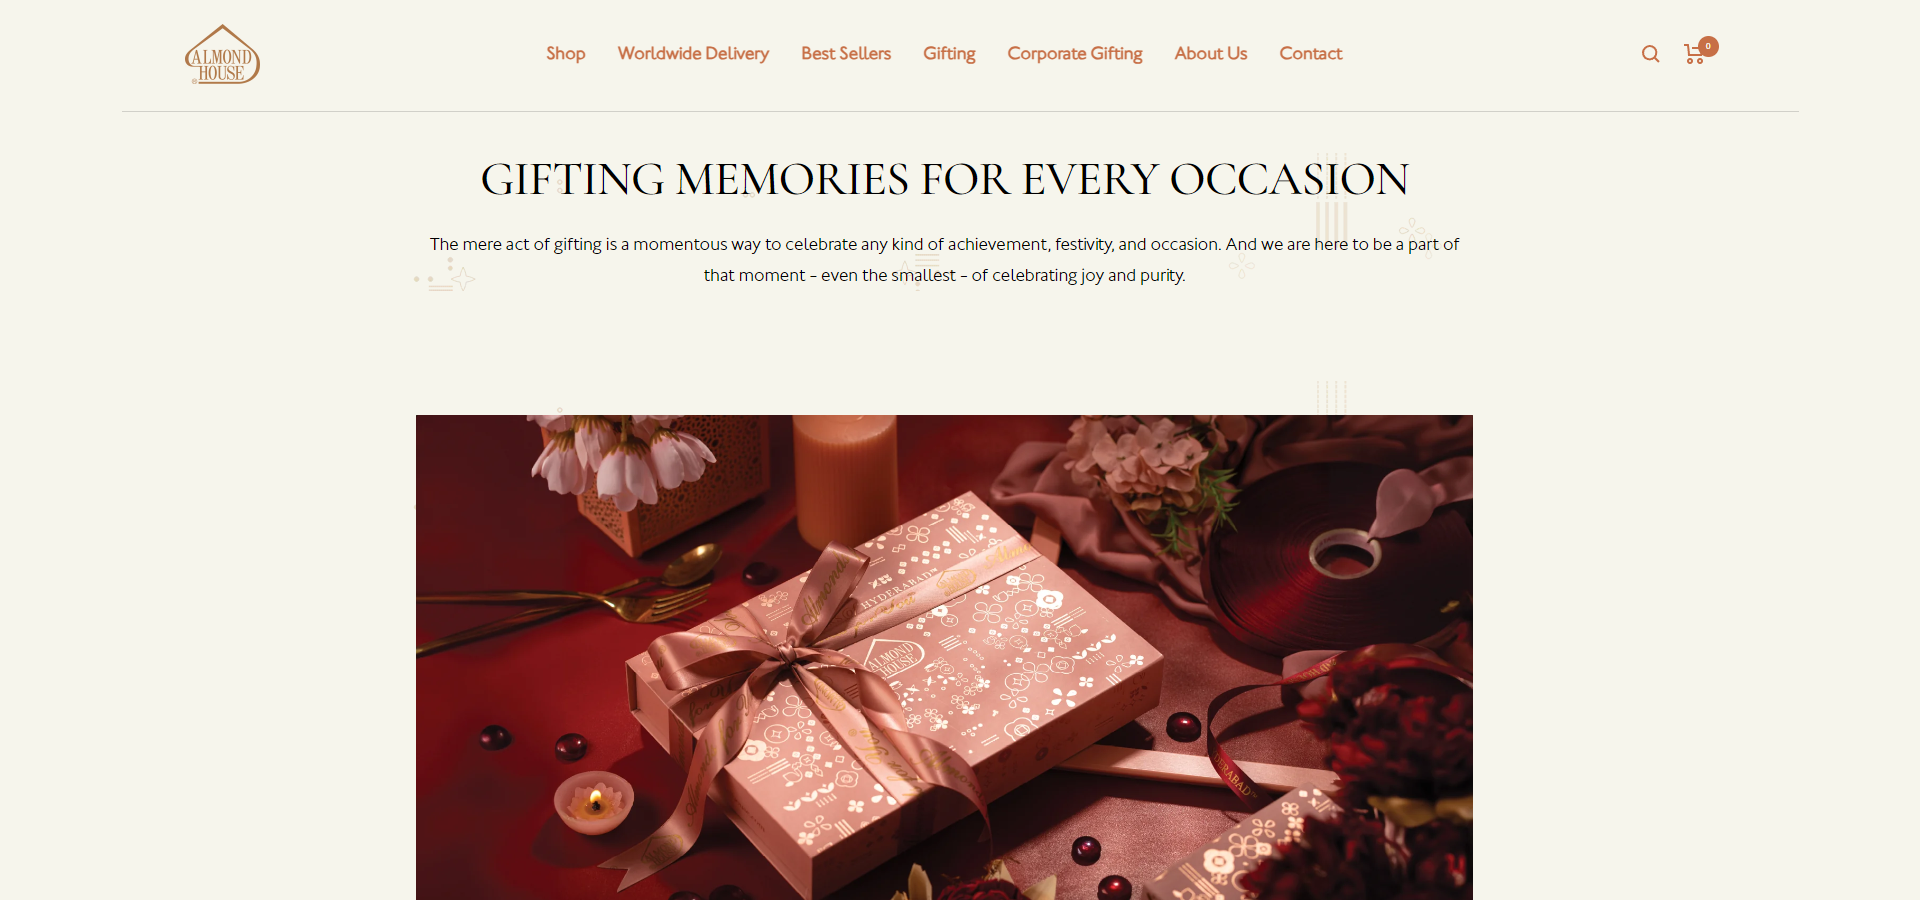 ALMOND
HOUSE
®
Shop
Worldwide Delivery
Best Sellers
Gifting
Corporate Gifting
About Us
Contact
0
GIFTING MEMORIES FOR EVERY OCCASION
The mere act of gifting is a momentous way to celebrate any kind of achievement, festivity, and occasion. And we are here to be a part of
that moment – even the smallest – of celebrating joy and purity.
HYDERABAD™
Almond
ALMOND
HOUSE